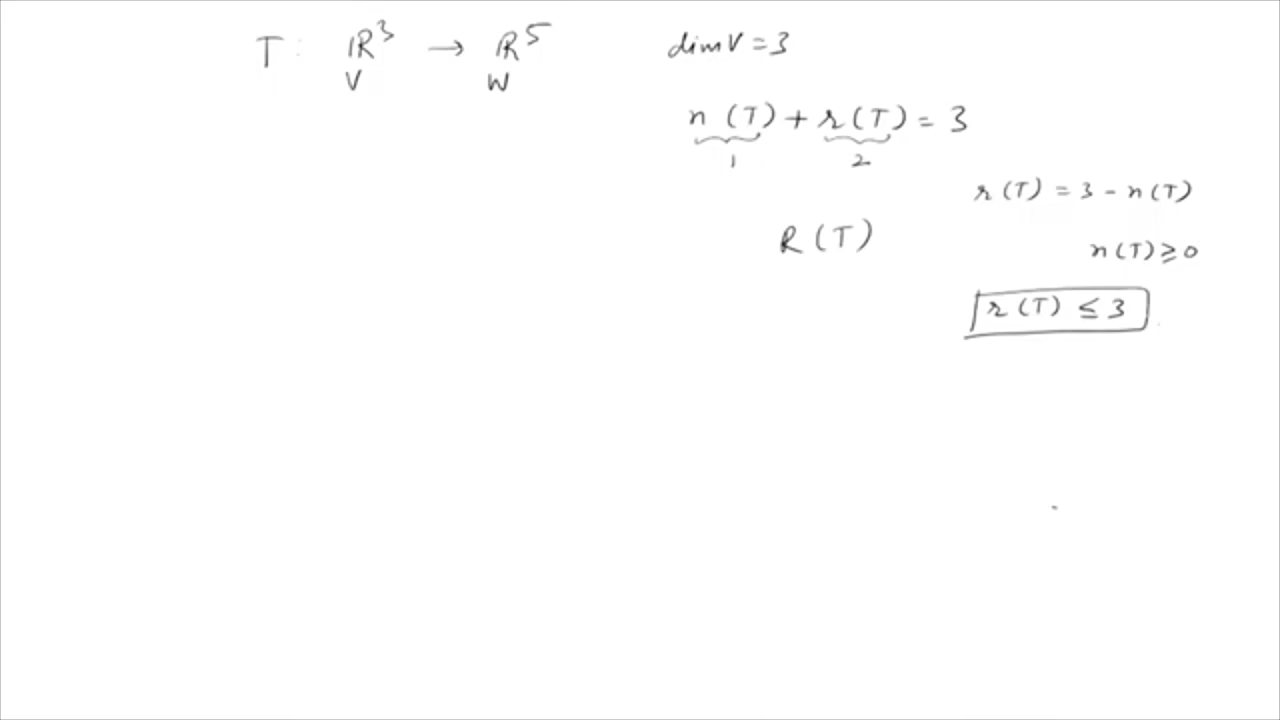 T : ℝ³ → ℝ⁵ dim V = 3
V W
n (T) + r (T) = 3
1 2
r (T) = 3 - n (T)
R (T)
n (T) ≥ 0
r (T) ≤ 3